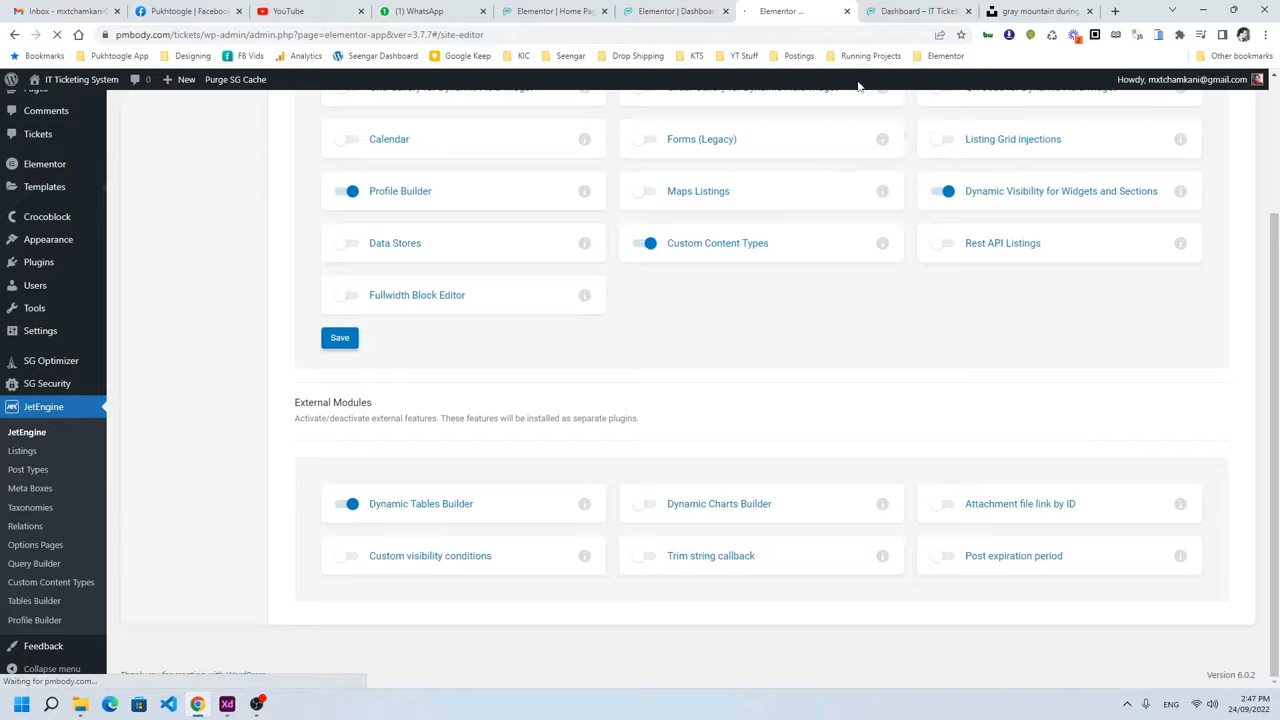 Inbox - mxtchamkani
Pukhtoogle | Facebo
YouTube
(1) WhatsApp
Elementor | Home Pa
Elementor | Dashboar
Elementor ...
Dashboard – IT Ticke
gray mountain during
pmbody.com/tickets/wp-admin/admin.php?page=elementor-app&ver=3.7.7#/site-editor
Bookmarks
Pukhtoogle App
Designing
FB Vids
Analytics
Seengar Dashboard
Google Keep
KIC
Seengar
Drop Shipping
KTS
YT Stuff
Postings
Running Projects
Elementor
Other bookmarks
IT Ticketing System
0
New
Purge SG Cache
Howdy, mxtchamkani@gmail.com
Comments
Tickets
Elementor
Templates
Crocoblock
Appearance
Plugins
Users
Tools
Settings
SG Optimizer
SG Security
JetEngine
JetEngine
Listings
Post Types
Meta Boxes
Taxonomies
Relations
Options Pages
Query Builder
Custom Content Types
Tables Builder
Profile Builder
Feedback
Collapse menu
Calendar
Forms (Legacy)
Listing Grid injections
Profile Builder
Maps Listings
Dynamic Visibility for Widgets and Sections
Data Stores
Custom Content Types
Rest API Listings
Fullwidth Block Editor
Save
External Modules
Activate/deactivate external features. These features will be installed as separate plugins.
Dynamic Tables Builder
Dynamic Charts Builder
Attachment file link by ID
Custom visibility conditions
Trim string callback
Post expiration period
Version 6.0.2
Waiting for pmbody.com...
ENG
2:47 PM
24/09/2022